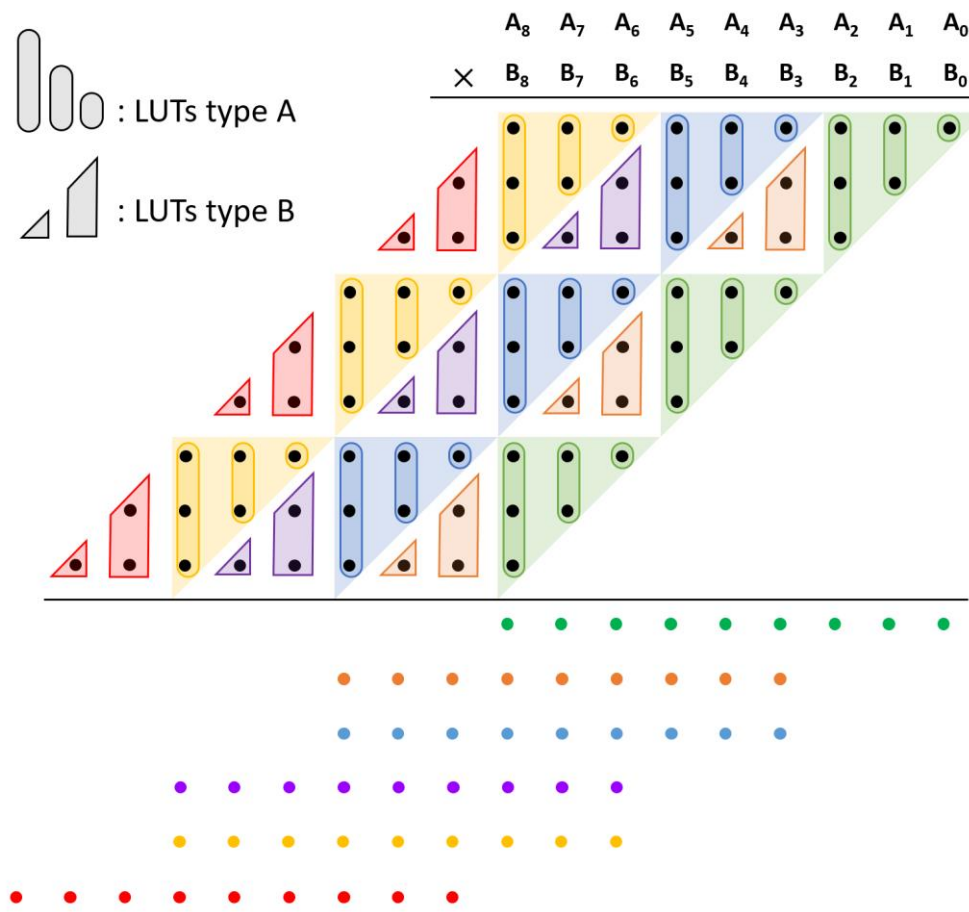 A₈ A₇ A₆ A₅ A₄ A₃ A₂ A₁ A₀
× B₈ B₇ B₆ B₅ B₄ B₃ B₂ B₁ B₀
: LUTs type A
: LUTs type B